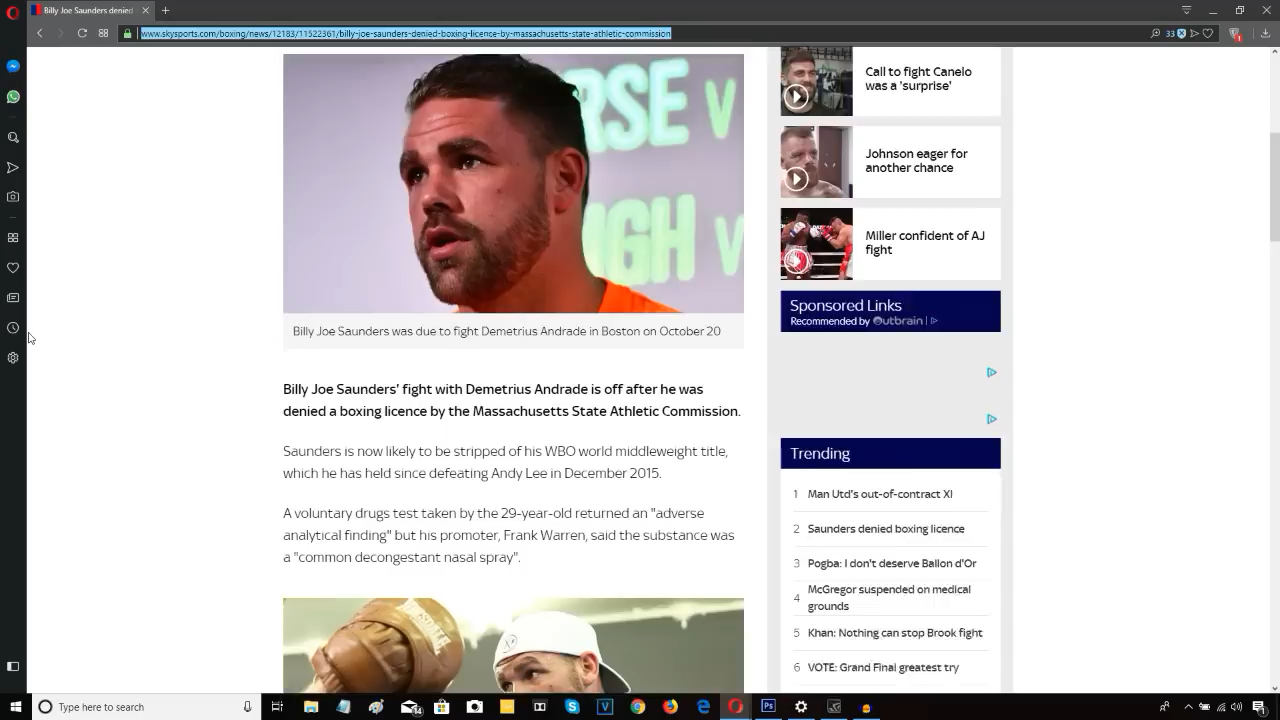 Billy Joe Saunders denied
www.skysports.com/boxing/news/12183/11522361/billy-joe-saunders-denied-boxing-licence-by-massachusetts-state-athletic-commission
33
RSE V
UGH V
Billy Joe Saunders was due to fight Demetrius Andrade in Boston on October 20
Billy Joe Saunders' fight with Demetrius Andrade is off after he was
denied a boxing licence by the Massachusetts State Athletic Commission.
Saunders is now likely to be stripped of his WBO world middleweight title,
which he has held since defeating Andy Lee in December 2015.
A voluntary drugs test taken by the 29-year-old returned an "adverse
analytical finding" but his promoter, Frank Warren, said the substance was
a "common decongestant nasal spray".
Call to fight Canelo
was a 'surprise'
Johnson eager for
another chance
Miller confident of AJ
fight
Sponsored Links
Recommended by Outbrain
Trending
1 Man Utd's out-of-contract XI
2 Saunders denied boxing licence
3 Pogba: I don't deserve Ballon d'Or
4 McGregor suspended on medical
grounds
5 Khan: Nothing can stop Brook fight
6 VOTE: Grand Final greatest try
Type here to search
14